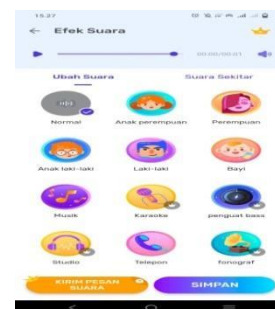 15.27
Efek Suara
00:00/00:01
Ubah Suara
Suara Sekitar
Normal
Anak perempuan
Perempuan
Anak laki-laki
Laki-laki
Bayi
Musik
Karaoke
penguat bass
Studio
Telepon
fonograf
KIRIM PESAN
SUARA
SIMPAN